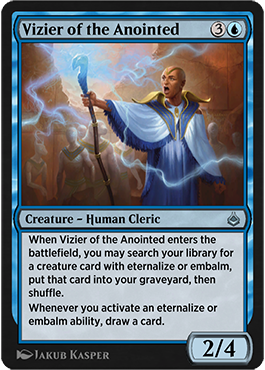 Vizier of the Anointed 3
Creature – Human Cleric
When Vizier of the Anointed enters the
battlefield, you may search your library for
a creature card with eternalize or embalm,
put that card into your graveyard, then
shuffle.
Whenever you activate an eternalize or
embalm ability, draw a card.
2/4
Jakub Kasper